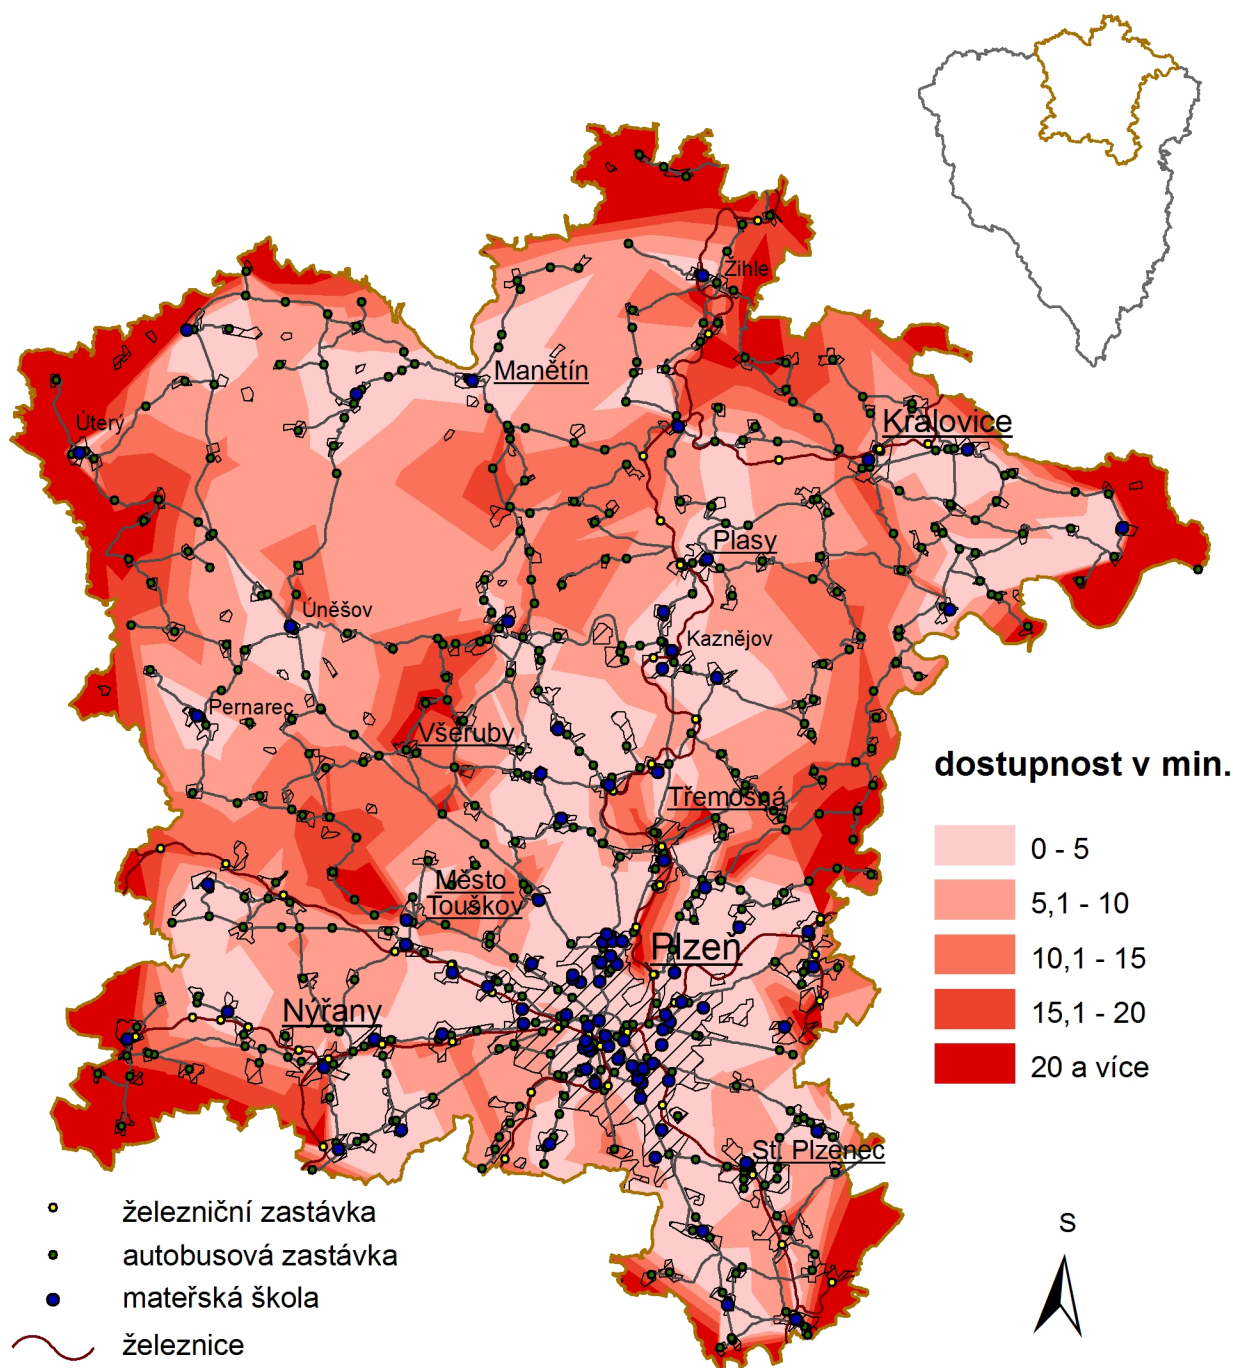 Žihle
Manětín
Úterý
Kralovice
Plasy
Úněšov
Kaznějov
Pernarec
Všeruby
Třemošná
Město
Touškov
Plzeň
Nyřany
St. Plzenec
dostupnost v min.
0 - 5
5,1 - 10
10,1 - 15
15,1 - 20
20 a více
železniční zastávka
autobusová zastávka
mateřská škola
železnice
S